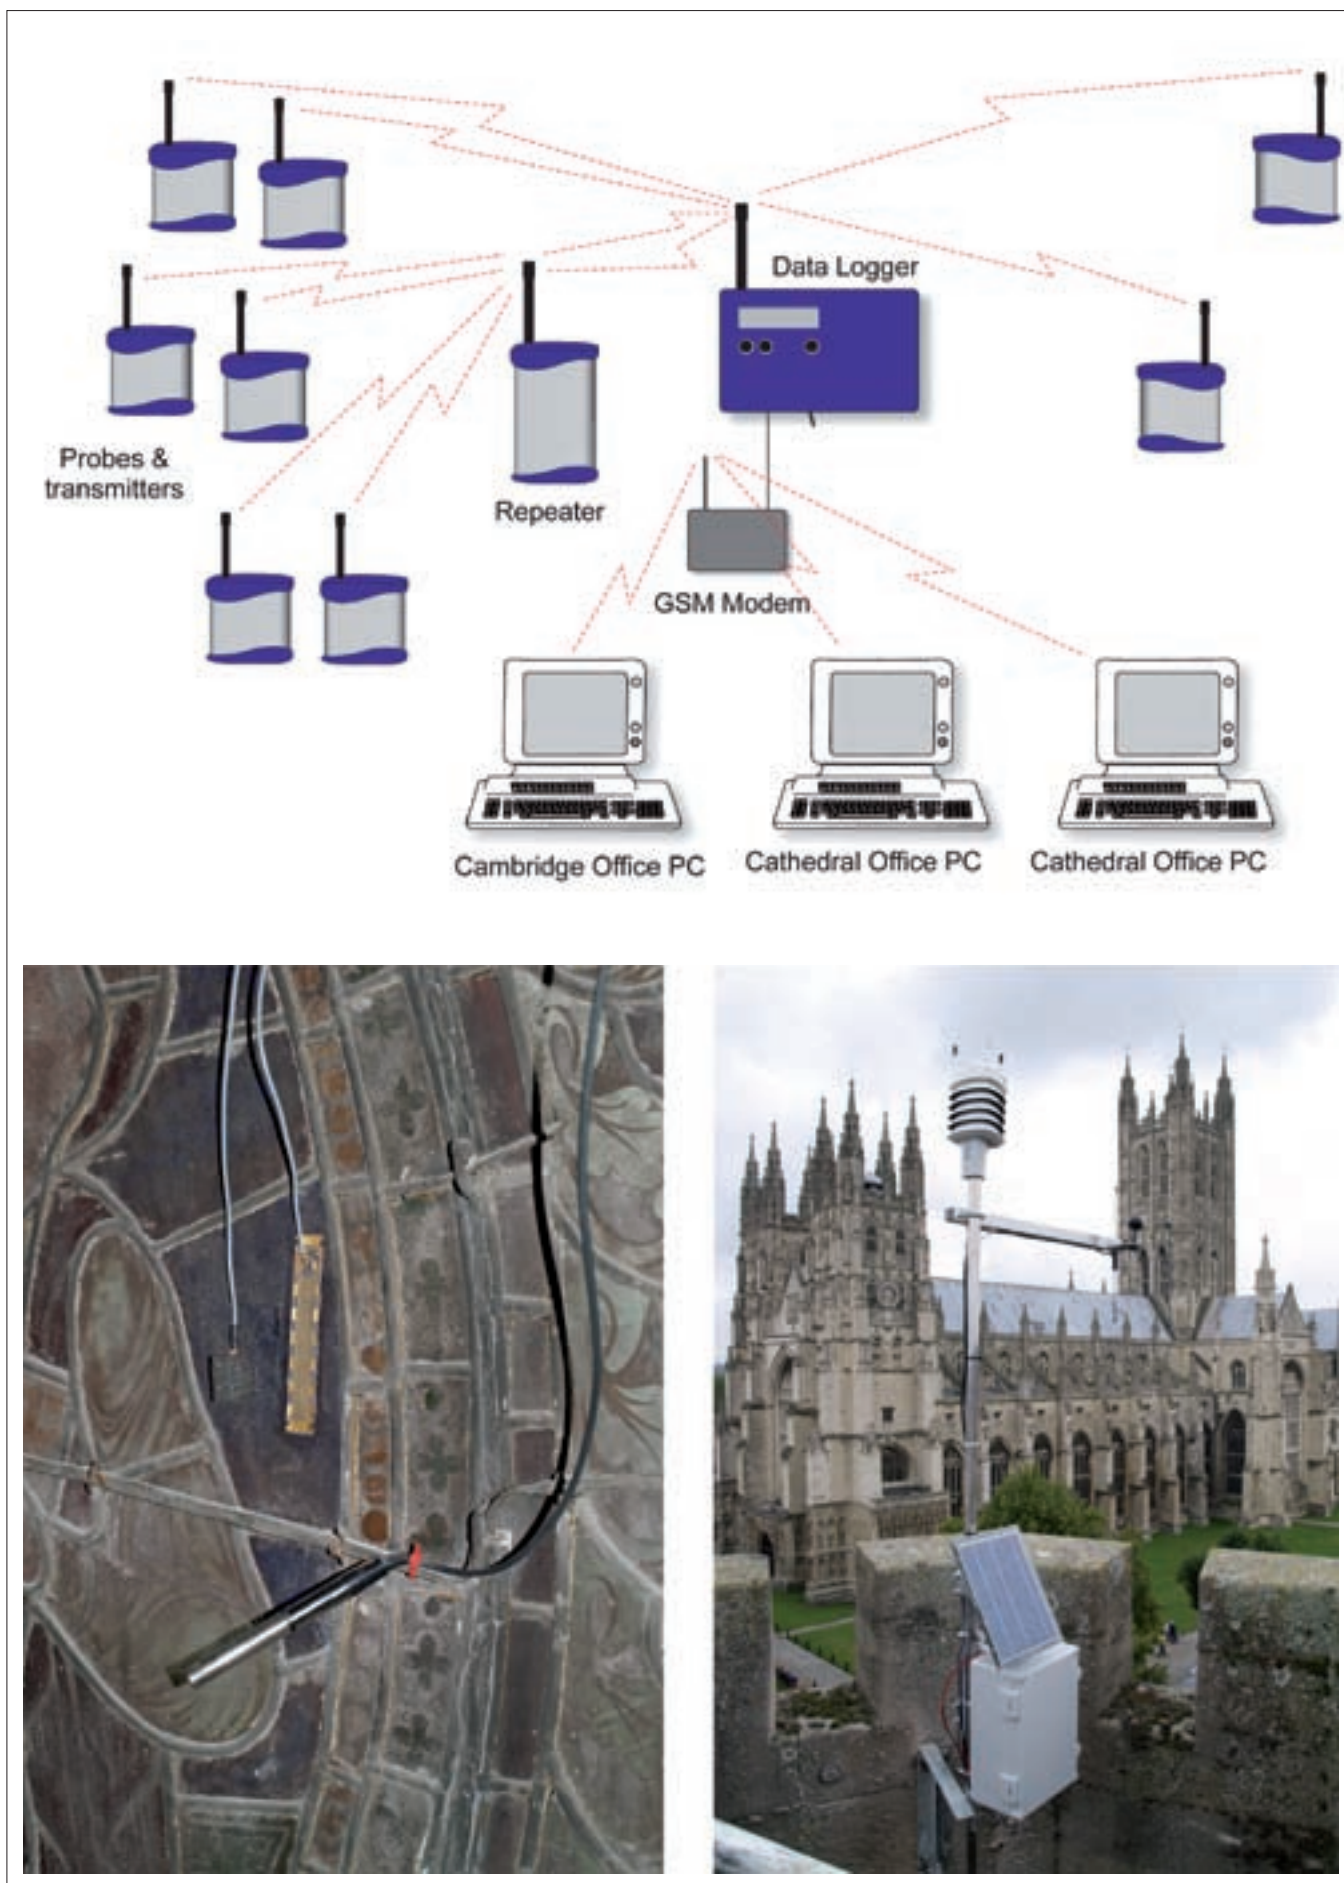 Data Logger
Probes &
transmitters
Repeater
GSM Modem
Cambridge Office PC
Cathedral Office PC
Cathedral Office PC